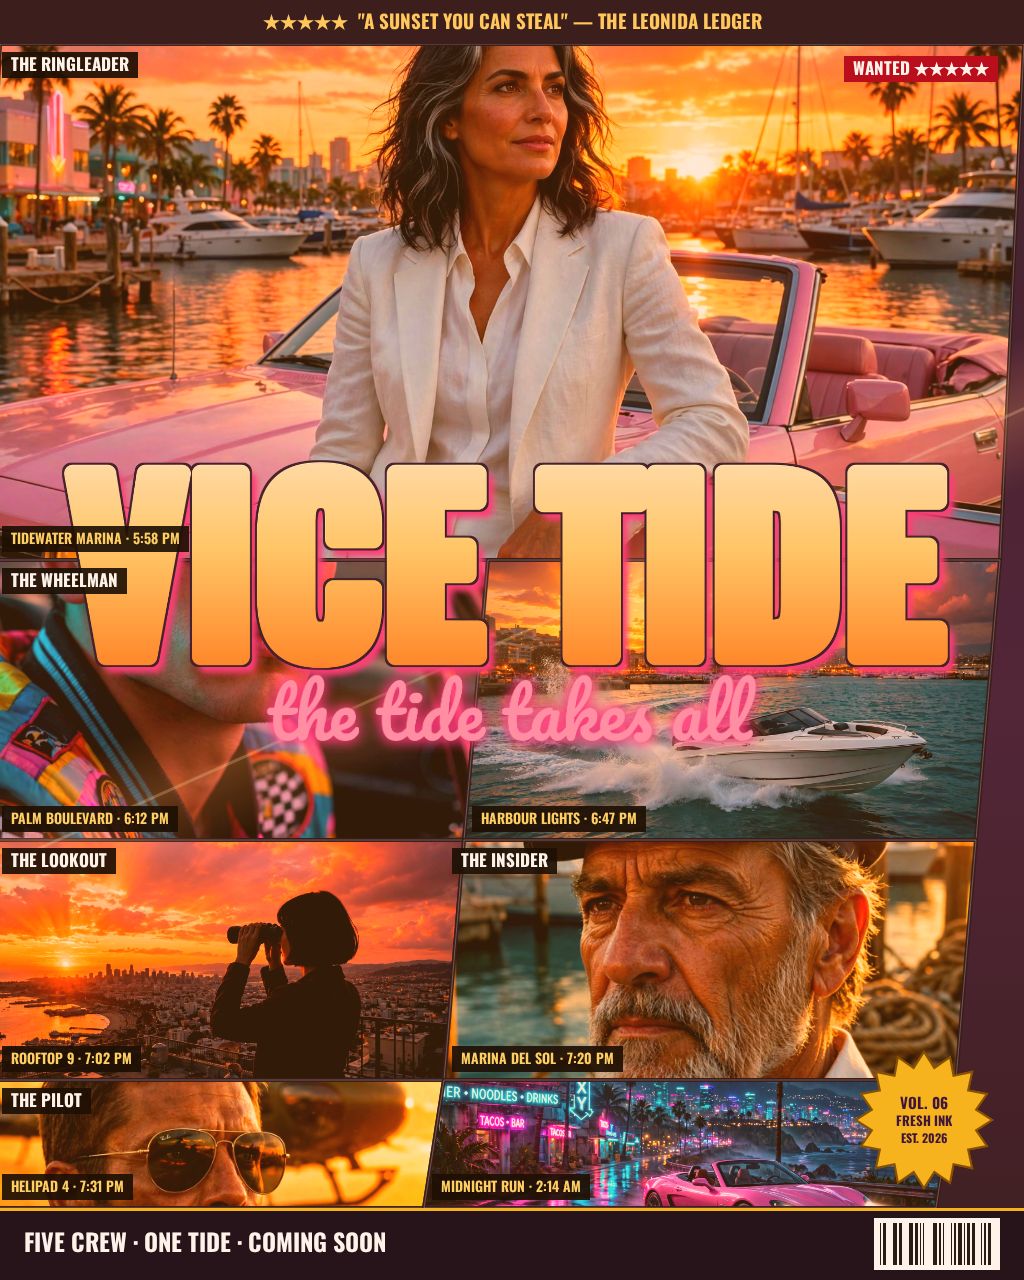 ★★★★★ "A SUNSET YOU CAN STEAL" — THE LEONIDA LEDGER
THE RINGLEADER
WANTED ★★★★★
VICE TIDE
the tide takes all
TIDEWATER MARINA · 5:58 PM
THE WHEELMAN
PALM BOULEVARD · 6:12 PM
HARBOUR LIGHTS · 6:47 PM
THE LOOKOUT
ROOFTOP 9 · 7:02 PM
THE INSIDER
MARINA DEL SOL · 7:20 PM
THE PILOT
HELIPAD 4 · 7:31 PM
NOODLES • DRINKS
TACOS • BAR
TACOS
X
Y
MIDNIGHT RUN · 2:14 AM
VOL. 06
FRESH INK
EST. 2026
FIVE CREW · ONE TIDE · COMING SOON